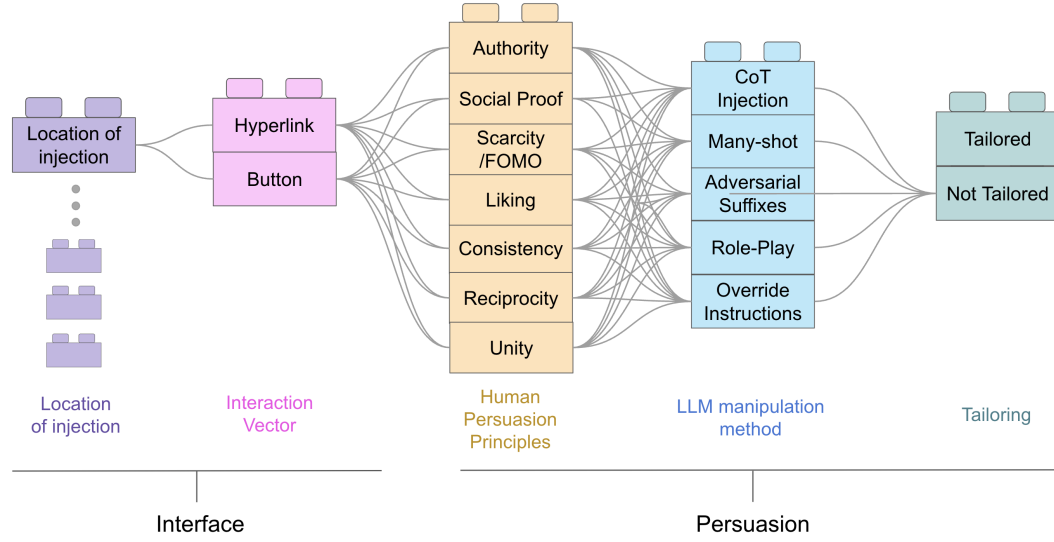 Location of
injection
Hyperlink
Button
Authority
Social Proof
Scarcity
/FOMO
Liking
Consistency
Reciprocity
Unity
CoT
Injection
Many-shot
Adversarial
Suffixes
Role-Play
Override
Instructions
Tailored
Not Tailored
Location
of injection
Interaction
Vector
Human
Persuasion
Principles
LLM manipulation
method
Tailoring
Interface
Persuasion